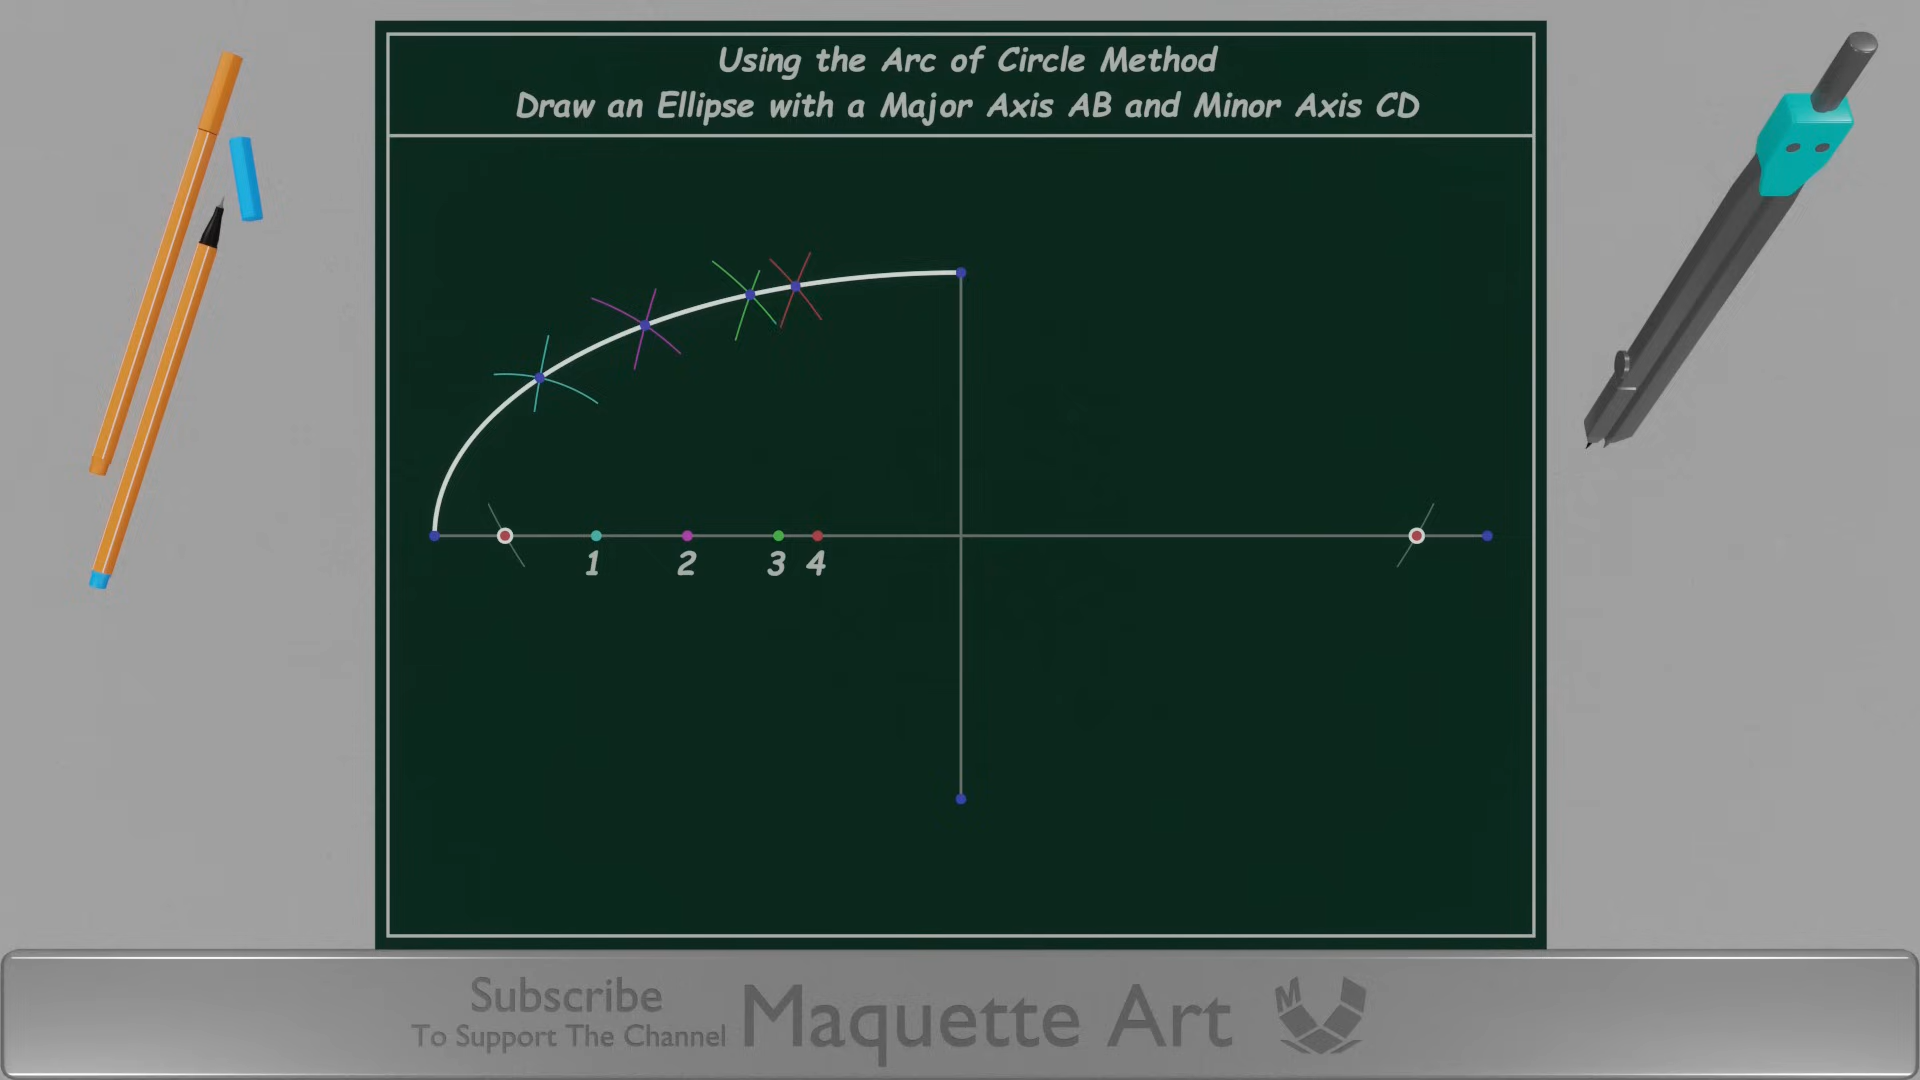 Using the Arc of Circle Method
Draw an Ellipse with a Major Axis AB and Minor Axis CD
1 2 3 4
Subscribe
To Support The Channel
Maquette Art
M